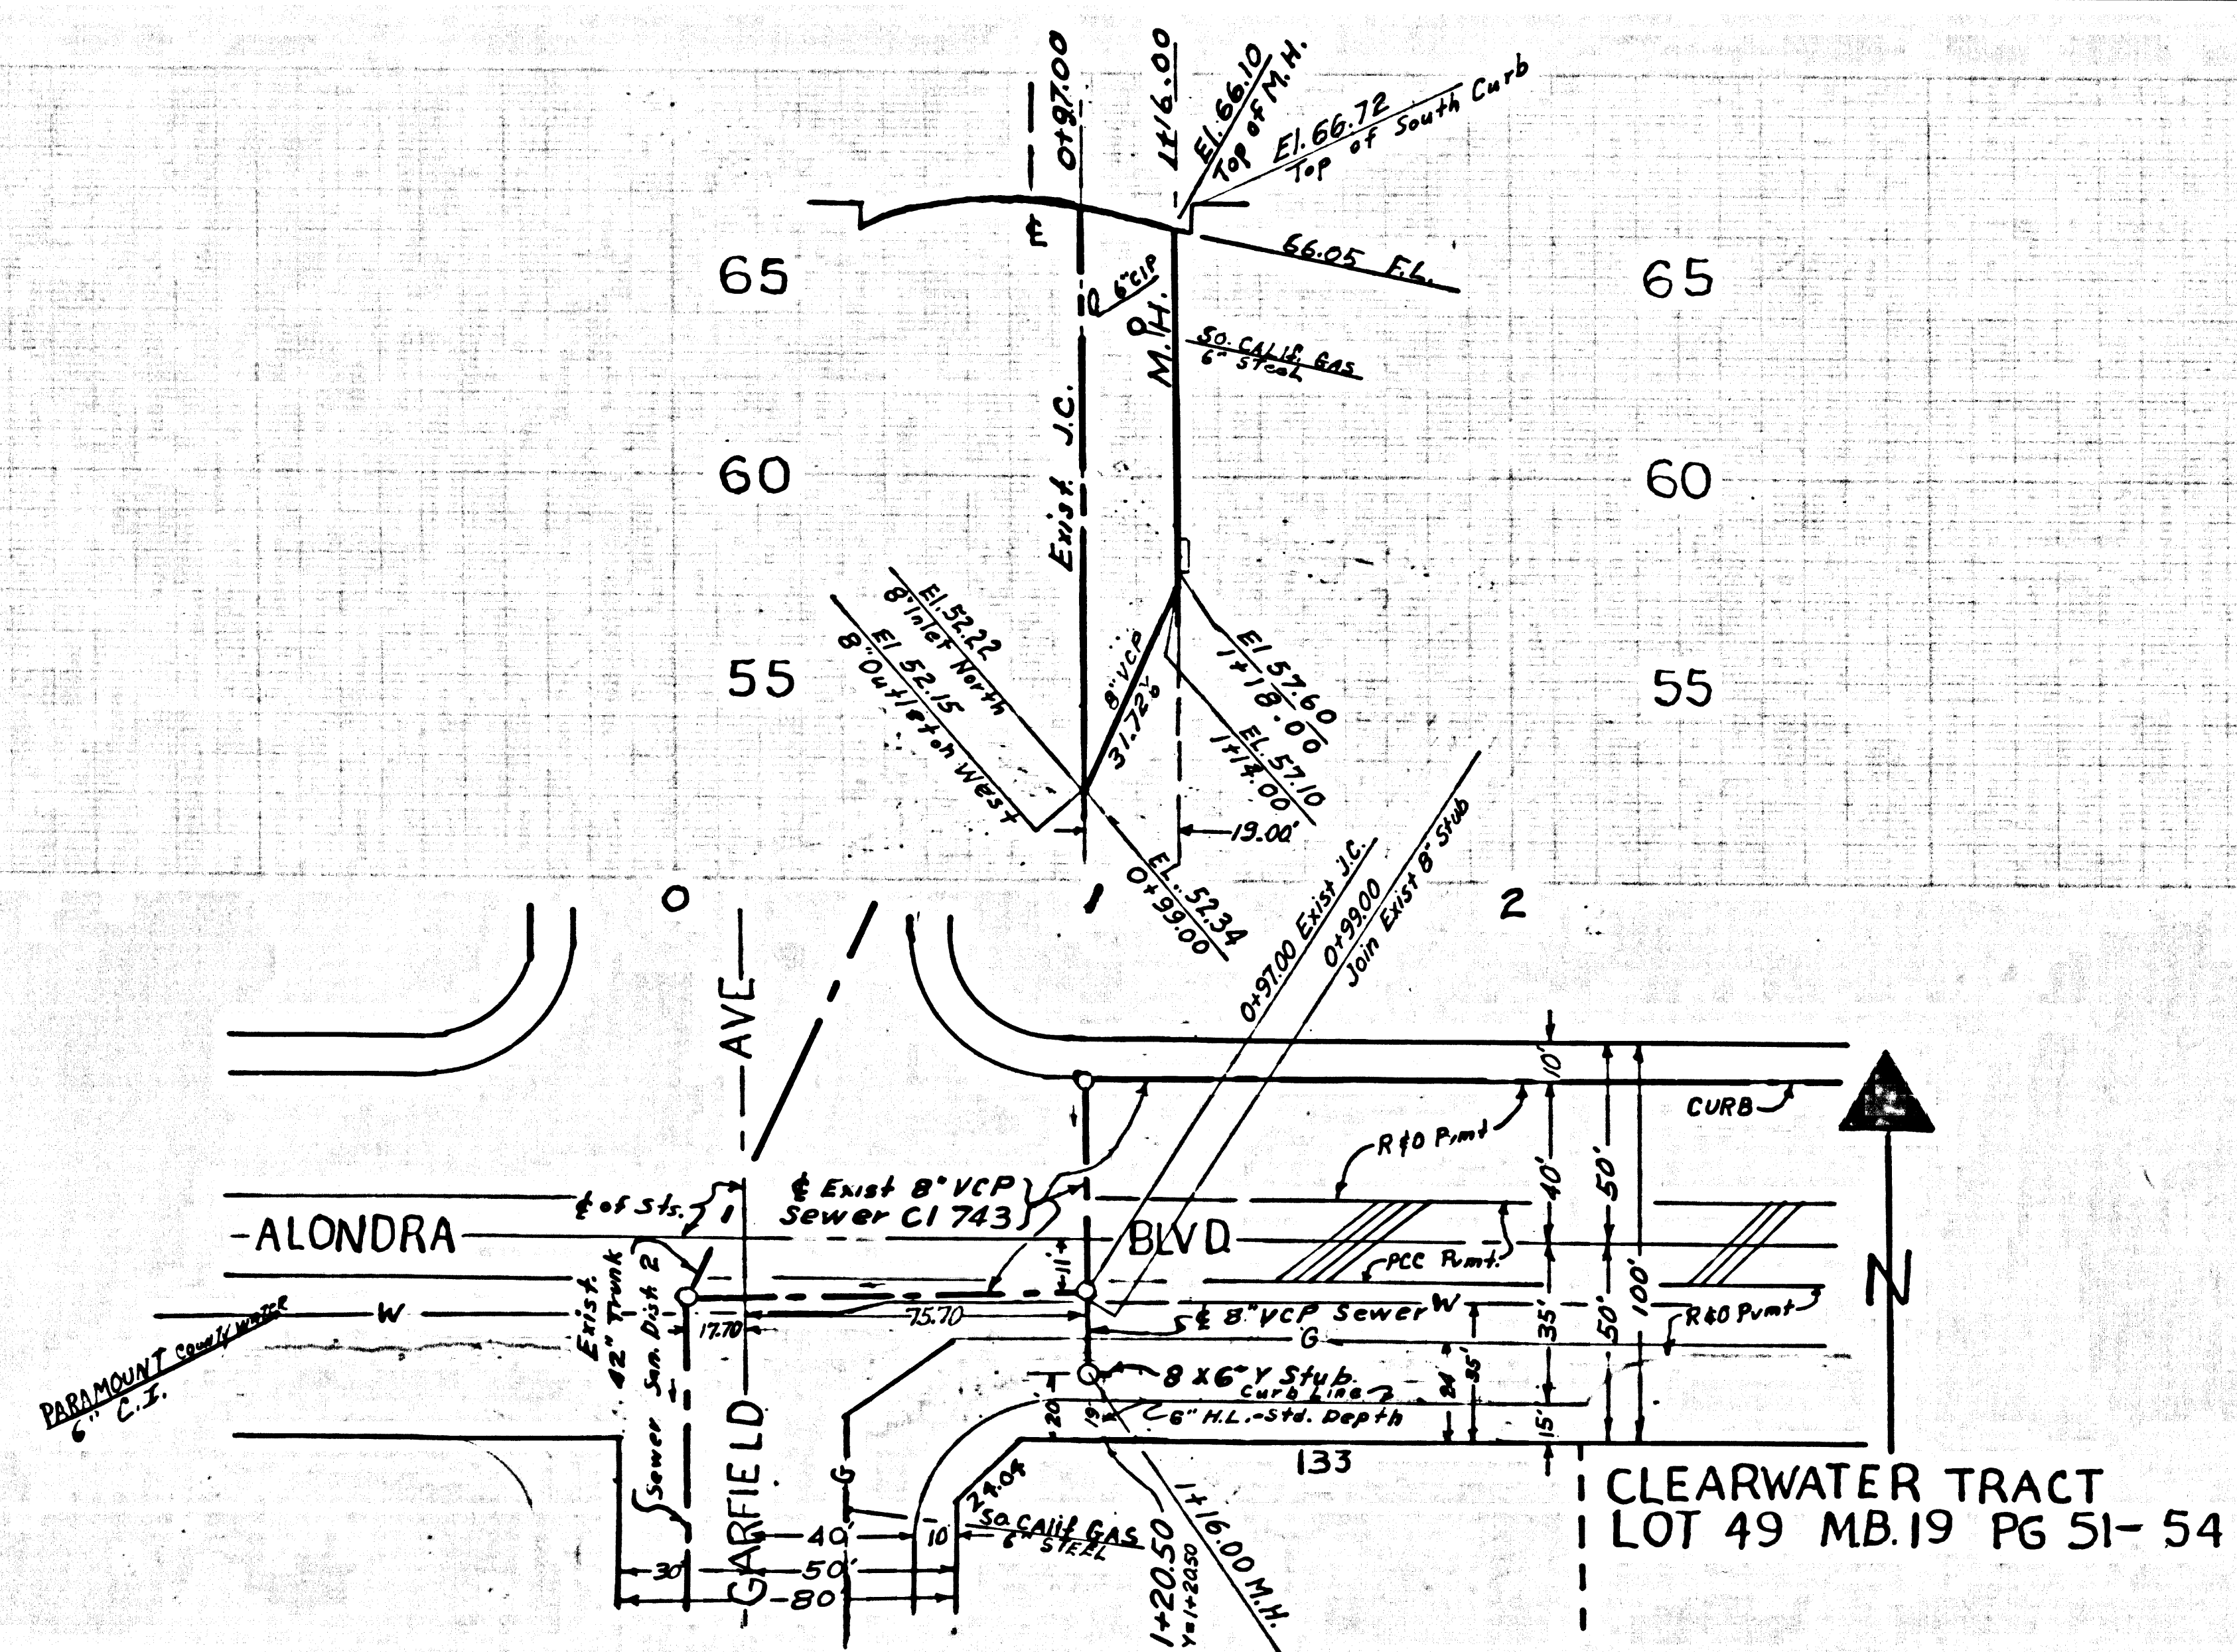 0+97.00
1+16.00
El. 66.10
Top of M.H.
El. 66.72
Top of South Curb
℄
65
6" CIP
66.05 F.L.
65
M.H.
SO. CALIF. GAS
6" STEEL
Exist. J.C.
60
60
El. 52.22
8" Inlet North
El 52.15
8" Outlet on West
55
8" VCP
31.72%
El 57.60
1+18.00
EL. 57.10
1+14.00
55
19.00'
EL. 52.34
0+99.00
0
1
2
0+97.00 Exist J.C.
0+99.00
Join Exist 8" Stub
AVE
10'
CURB
R&O Pvmt
40'
50'
℄ of Sts.
℄ Exist 8" VCP
Sewer CI 743
ALONDRA
BLVD.
11'
PCC Pvmt.
100'
N
Exist.
42" Trunk
Sewer San. Dist. 2
W
17.70
75.70
℄ 8" VCP Sewer
W
R&O Pvmt
35'
50'
G
PARAMOUNT County WATER
6" C.I.
8 X 6" Y Stub.
Curb Line
6" H.L.-Std. Depth
20'
19'
24'
35'
15'
133
GARFIELD
G
24.04
SO. CALIF GAS
6" STEEL
40'
10'
30'
50'
80'
1+20.50
Y=1+20.50
1+16.00 M.H.
CLEARWATER TRACT
LOT 49 M.B. 19 PG 51-54